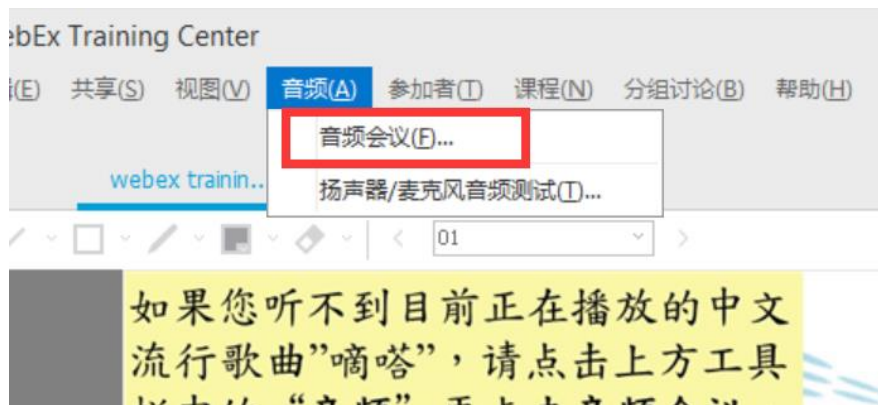 ebEx Training Center
(E) 共享(S) 视图(V) 音频(A) 参加者(T) 课程(N) 分组讨论(B) 帮助(H)
音频会议(F)...
webex trainin..
扬声器/麦克风音频测试(T)...
01
如果您听不到目前正在播放的中文
流行歌曲”嘀嗒”，请点击上方工具